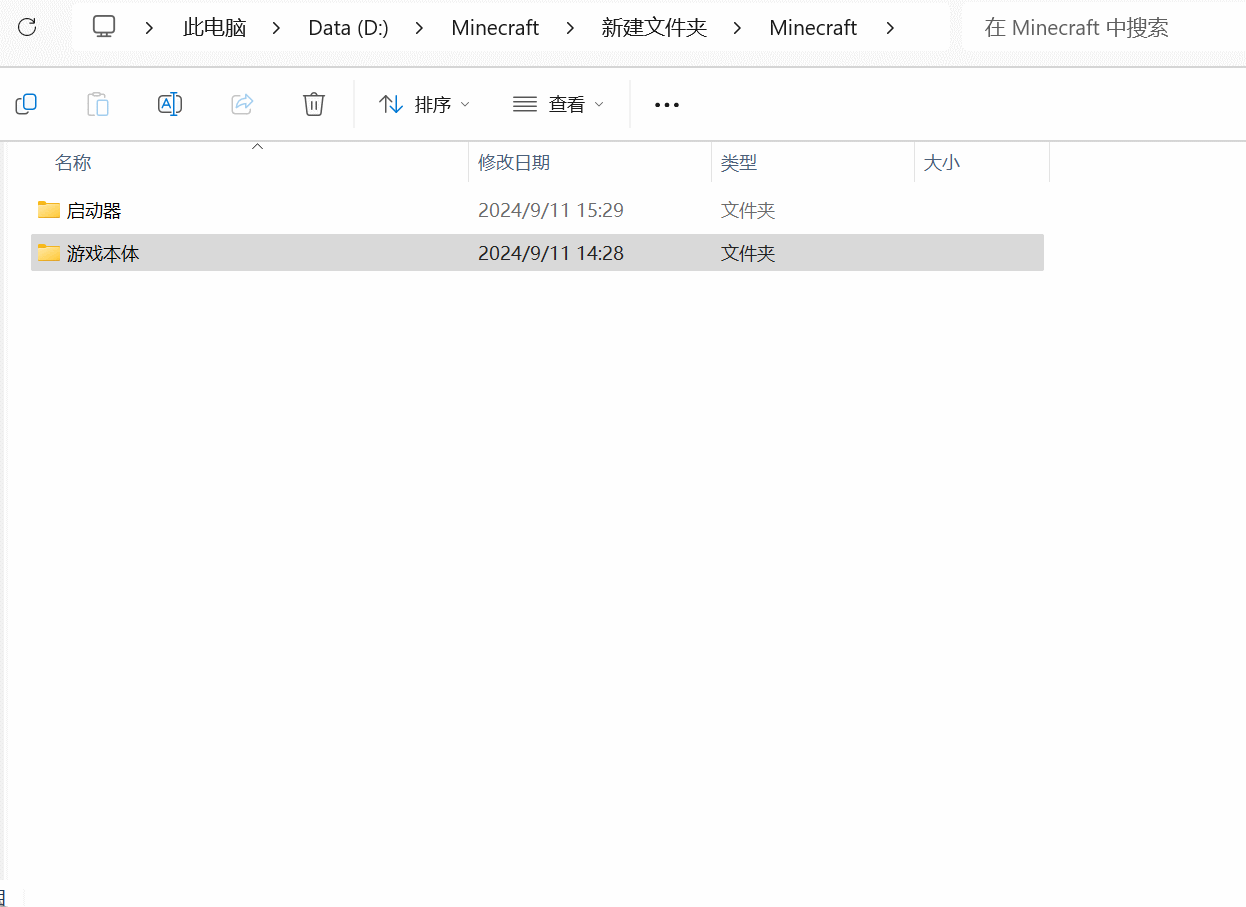 此电脑 > Data (D:) > Minecraft > 新建文件夹 > Minecraft > 在 Minecraft 中搜索
排序 查看
名称 修改日期 类型 大小
启动器 2024/9/11 15:29 文件夹
游戏本体 2024/9/11 14:28 文件夹